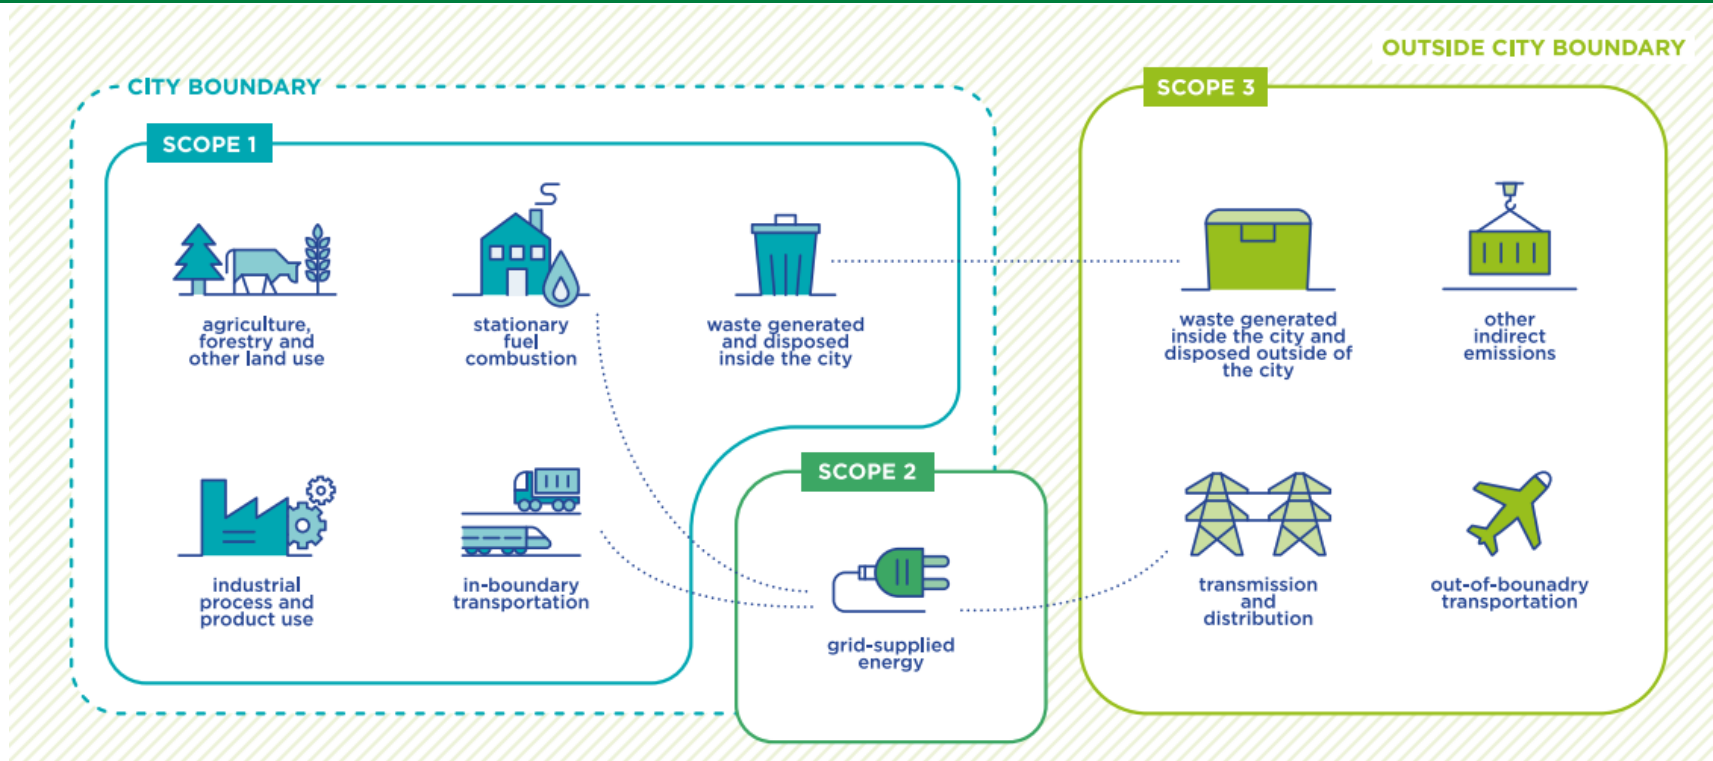 OUTSIDE CITY BOUNDARY
CITY BOUNDARY
SCOPE 3
SCOPE 1
agriculture,
forestry and
other land use
stationary
fuel
combustion
waste generated
and disposed
inside the city
waste generated
inside the city and
disposed outside of
the city
other
indirect
emissions
SCOPE 2
industrial
process and
product use
in-boundary
transportation
grid-supplied
energy
transmission
and
distribution
out-of-bounadry
transportation